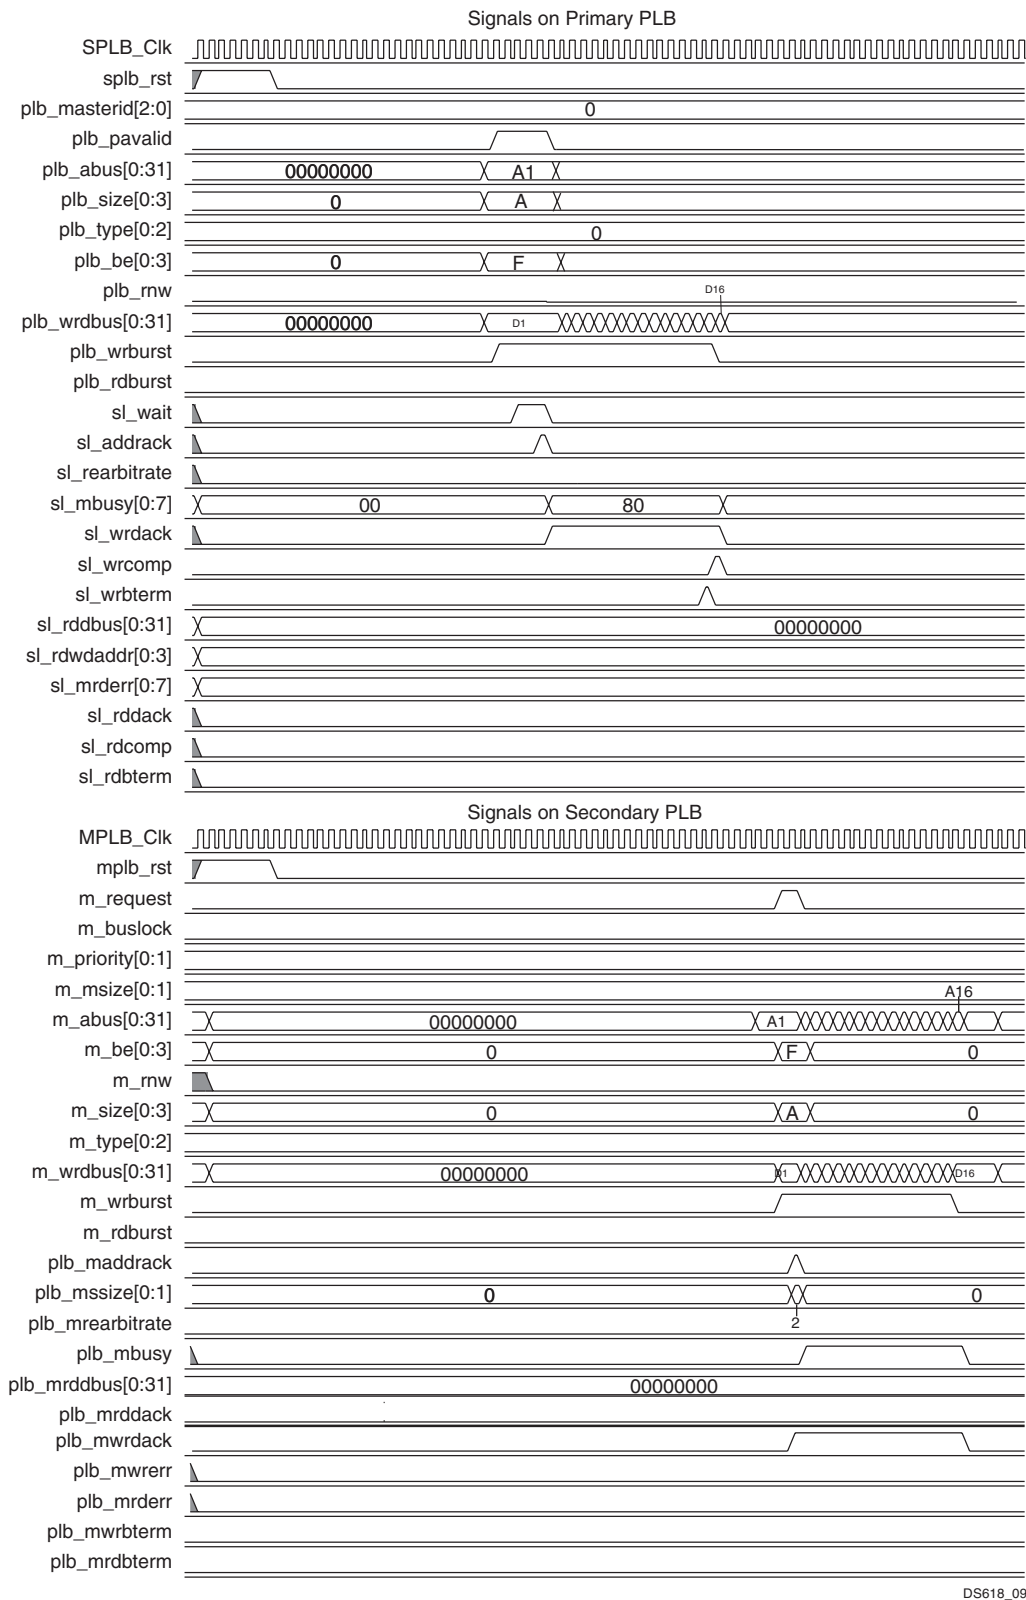 Signals on Primary PLB
SPLB_Clk
splb_rst
plb_masterid[2:0] 0
plb_pavalid
plb_abus[0:31] 00000000 A1
plb_size[0:3] 0 A
plb_type[0:2] 0
plb_be[0:3] 0 F
plb_rnw D16
plb_wrdbus[0:31] 00000000 D1
plb_wrburst
plb_rdburst
sl_wait
sl_addrack
sl_rearbitrate
sl_mbusy[0:7] 00 80
sl_wrdack
sl_wrcomp
sl_wrbterm
sl_rddbus[0:31] 00000000
sl_rdwdaddr[0:3]
sl_mrderr[0:7]
sl_rddack
sl_rdcomp
sl_rdbterm
Signals on Secondary PLB
MPLB_Clk
mplb_rst
m_request
m_buslock
m_priority[0:1]
m_msize[0:1] A16
m_abus[0:31] 00000000 A1
m_be[0:3] 0 F 0
m_rnw
m_size[0:3] 0 A 0
m_type[0:2]
m_wrdbus[0:31] 00000000 D1 D16
m_wrburst
m_rdburst
plb_maddrack
plb_mssize[0:1] 0 0
plb_mrearbitrate 2
plb_mbusy
plb_mrddbus[0:31] 00000000
plb_mrddack
plb_mwrdack
plb_mwrerr
plb_mrderr
plb_mwrbterm
plb_mrdbterm
DS618_09